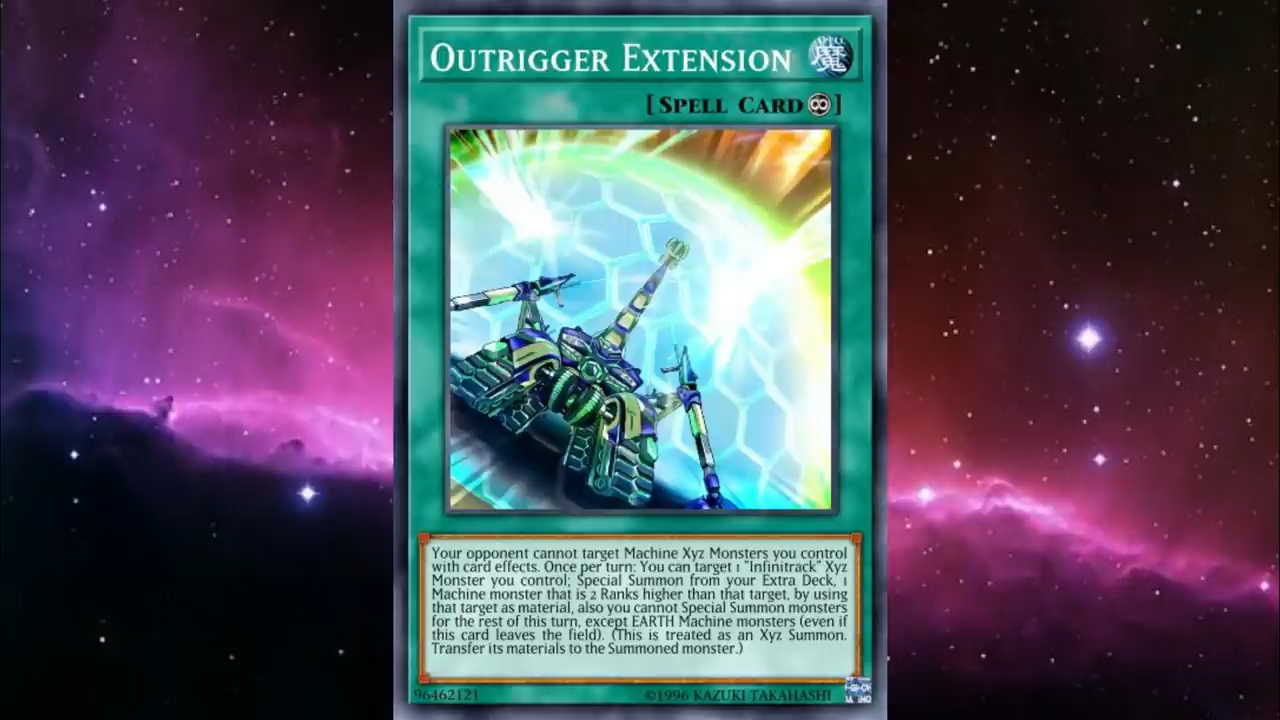 OUTRIGGER EXTENSION 魔
[ SPELL CARD ]
Your opponent cannot target Machine Xyz Monsters you control
with card effects. Once per turn: You can target 1 "Infinitrack" Xyz
Monster you control; Special Summon from your Extra Deck, 1
Machine monster that is 2 Ranks higher than that target, by using
that target as material, also you cannot Special Summon monsters
for the rest of this turn, except EARTH Machine monsters (even if
this card leaves the field). (This is treated as an Xyz Summon.
Transfer its materials to the Summoned monster.)
96462121 ©1996 KAZUKI TAKAHASHI